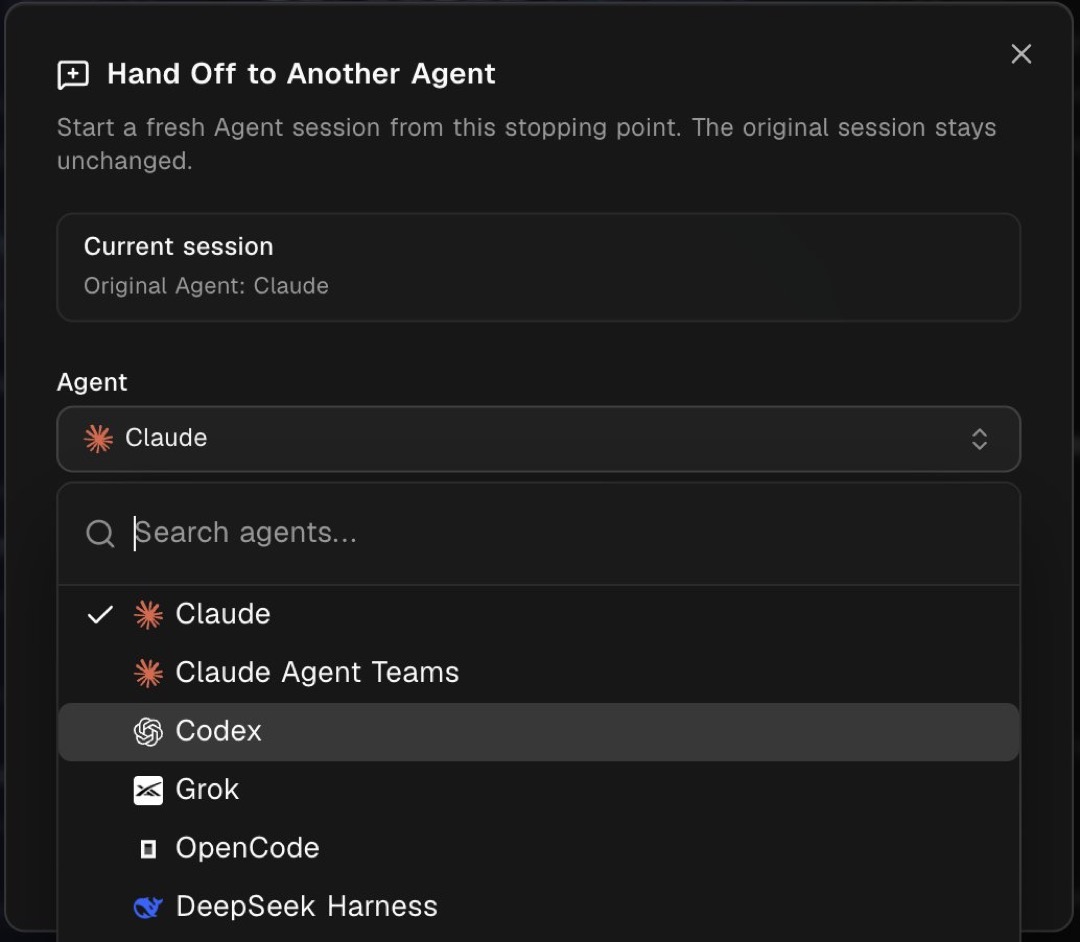 Hand Off to Another Agent
Start a fresh Agent session from this stopping point. The original session stays
unchanged.
Current session
Original Agent: Claude
Agent
Claude
Search agents...
Claude
Claude Agent Teams
Codex
Grok
OpenCode
DeepSeek Harness